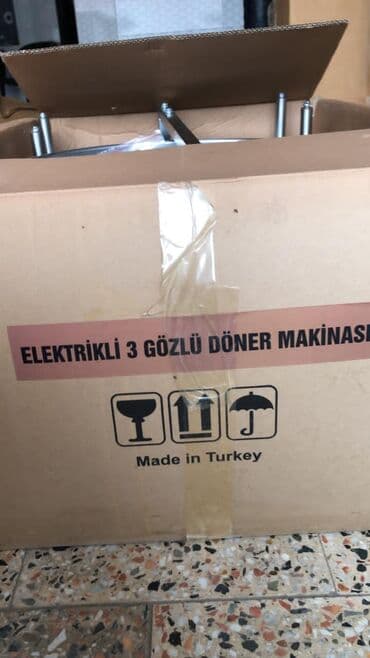 ELEKTRİKLİ 3 GÖZLÜ DÖNER MAKİNASI
Made in Turkey